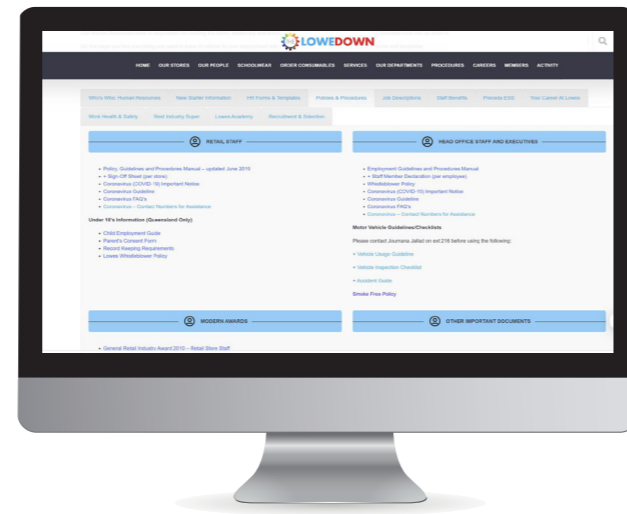 LOWEDOWN
HOME OUR STORES OUR PEOPLE SCHOOLWEAR ORDER CONSUMABLES SERVICES OUR DEPARTMENTS PROCEDURES CAREERS MEMBERS ACTIVITY
Who's Who, Human Resources New Starter Information HR Forms & Templates Policies & Procedures Job Descriptions Staff Benefits Preceda ESS Your Career At Lowes
Work Health & Safety Rest Industry Super Lowes Academy Recruitment & Selection
RETAIL STAFF
• Policy, Guidelines and Procedures Manual – updated June 2019
• + Sign-Off Sheet (per store)
• Coronavirus (COVID-19) Important Notice
• Coronavirus Guideline
• Coronavirus FAQ's
• Coronavirus – Contact Numbers for Assistance
Under 18's Information (Queensland Only)
• Child Employment Guide
• Parent's Consent Form
• Record Keeping Requirements
• Lowes Whistleblower Policy
HEAD OFFICE STAFF AND EXECUTIVES
• Employment Guidelines and Procedures Manual
• + Staff Member Declaration (per employee)
• Whistleblower Policy
• Coronavirus (COVID-19) Important Notice
• Coronavirus Guideline
• Coronavirus FAQ's
• Coronavirus – Contact Numbers for Assistance
Motor Vehicle Guidelines/Checklists
Please contact Joumana Jaffad on ext 216 before using the following:
+ Vehicle Usage Guideline
+ Vehicle Inspection Checklist
+ Accident Guide
Smoke Free Policy
MODERN AWARDS
• General Retail Industry Award 2010 – Retail Store Staff
OTHER IMPORTANT DOCUMENTS